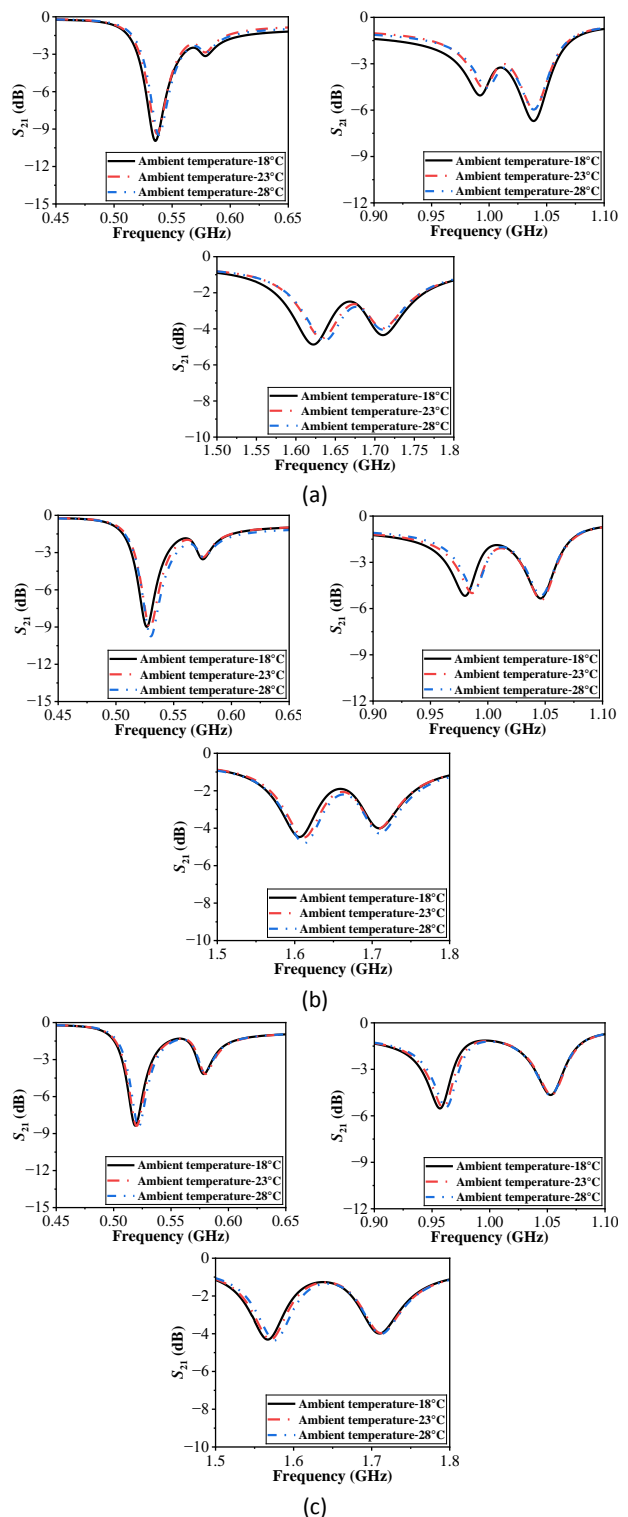 0
−3
−6
−9
−12
−15
S21 (dB)
Ambient temperature-18°C
Ambient temperature-23°C
Ambient temperature-28°C
0.45 0.50 0.55 0.60 0.65
Frequency (GHz)
0
−3
−6
−9
−12
S21 (dB)
Ambient temperature-18°C
Ambient temperature-23°C
Ambient temperature-28°C
0.90 0.95 1.00 1.05 1.10
Frequency (GHz)
0
−2
−4
−6
−8
−10
S21 (dB)
Ambient temperature-18°C
Ambient temperature-23°C
Ambient temperature-28°C
1.50 1.55 1.60 1.65 1.70 1.75 1.8
Frequency (GHz)
(a)
0
−3
−6
−9
−12
−15
S21 (dB)
Ambient temperature-18°C
Ambient temperature-23°C
Ambient temperature-28°C
0.45 0.50 0.55 0.60 0.65
Frequency (GHz)
0
−3
−6
−9
−12
S21 (dB)
Ambient temperature-18°C
Ambient temperature-23°C
Ambient temperature-28°C
0.90 0.95 1.00 1.05 1.10
Frequency (GHz)
0
−2
−4
−6
−8
−10
S21 (dB)
Ambient temperature-18°C
Ambient temperature-23°C
Ambient temperature-28°C
1.5 1.6 1.7 1.8
Frequency (GHz)
(b)
0
−3
−6
−9
−12
−15
S21 (dB)
Ambient temperature-18°C
Ambient temperature-23°C
Ambient temperature-28°C
0.45 0.50 0.55 0.60 0.65
Frequency (GHz)
0
−3
−6
−9
−12
S21 (dB)
Ambient temperature-18°C
Ambient temperature-23°C
Ambient temperature-28°C
0.90 0.95 1.00 1.05 1.10
Frequency (GHz)
0
−2
−4
−6
−8
−10
S21 (dB)
Ambient temperature-18°C
Ambient temperature-23°C
Ambient temperature-28°C
1.5 1.6 1.7 1.8
Frequency (GHz)
(c)